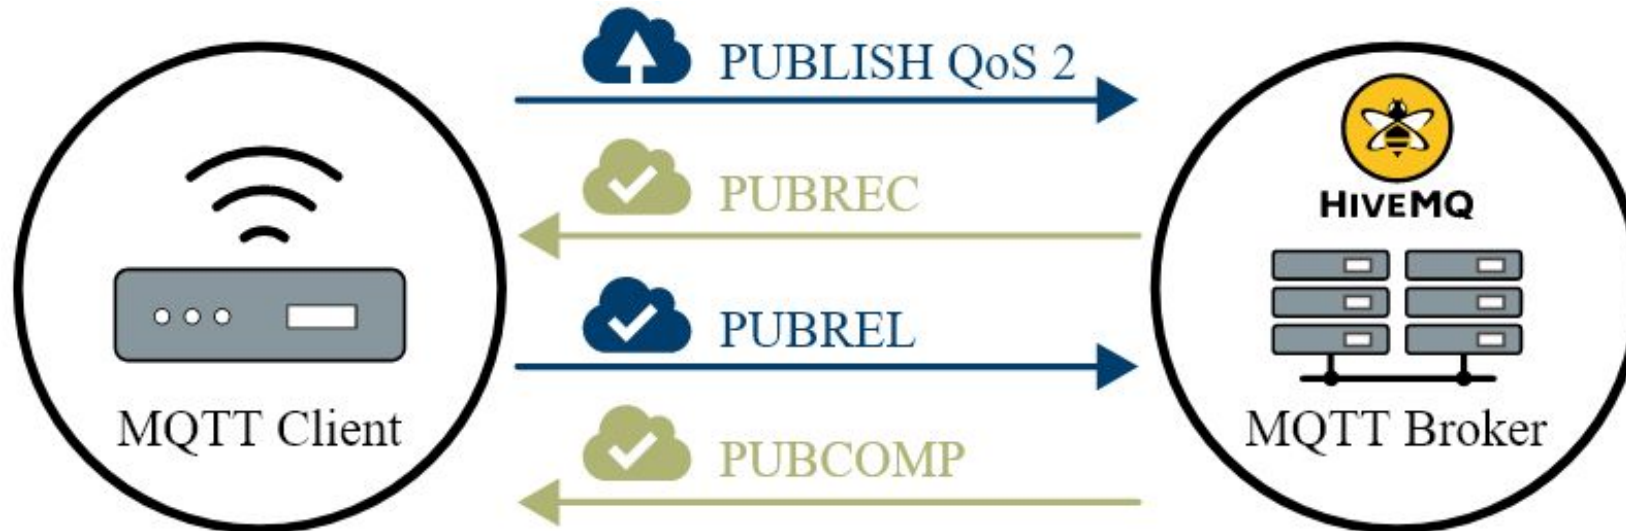 PUBLISH QoS 2
PUBREC
HIVEMQ
PUBREL
MQTT Client
MQTT Broker
PUBCOMP